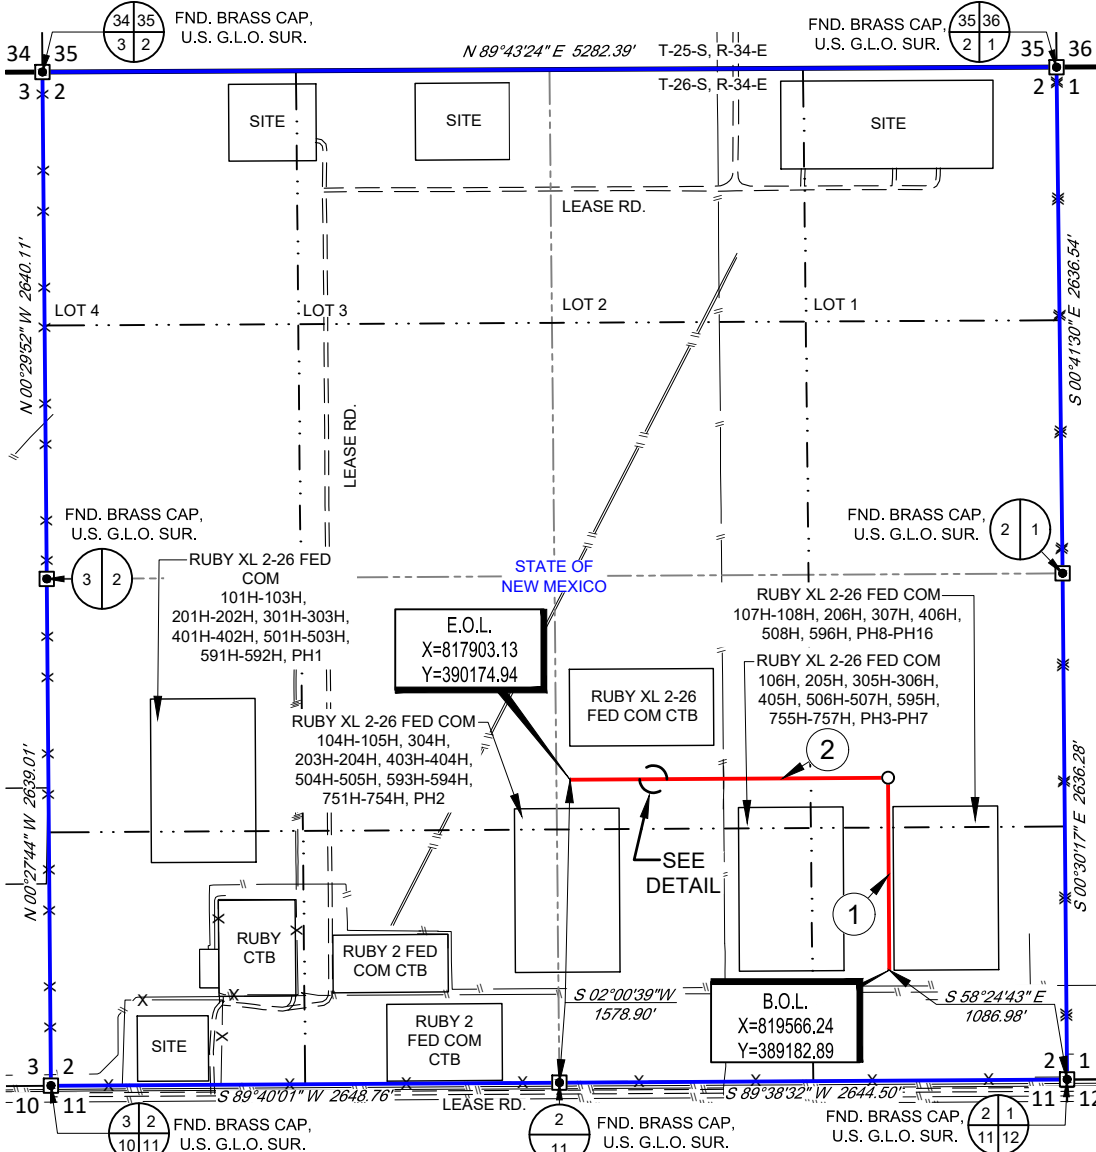 34 35
3 2
FND. BRASS CAP,
U.S. G.L.O. SUR.
FND. BRASS CAP,
U.S. G.L.O. SUR.
35 36
2 1
34 35
3 2
N 89°43'24" E 5282.39'
T-25-S, R-34-E
T-26-S, R-34-E
35 36
2 1
SITE
SITE
SITE
LEASE RD.
N 00°29'52" W 2640.11'
S 00°41'30" E 2636.54'
LOT 4
LOT 3
LOT 2
LOT 1
LEASE RD.
FND. BRASS CAP,
U.S. G.L.O. SUR.
3 2
FND. BRASS CAP,
U.S. G.L.O. SUR.
2 1
STATE OF
NEW MEXICO
RUBY XL 2-26 FED
COM
101H-103H,
201H-202H, 301H-303H,
401H-402H, 501H-503H,
591H-592H, PH1
E.O.L.
X=817903.13
Y=390174.94
RUBY XL 2-26 FED COM
107H-108H, 206H, 307H, 406H,
508H, 596H, PH8-PH16
RUBY XL 2-26 FED COM
106H, 205H, 305H-306H,
405H, 506H-507H, 595H,
755H-757H, PH3-PH7
RUBY XL 2-26
FED COM CTB
RUBY XL 2-26 FED COM
104H-105H, 304H,
203H-204H, 403H-404H,
504H-505H, 593H-594H,
751H-754H, PH2
2
SEE
DETAIL
1
N 00°27'44" W 2639.01'
S 00°30'17" E 2636.28'
RUBY
CTB
RUBY 2 FED
COM CTB
RUBY 2
FED COM
CTB
SITE
S 02°00'39"W
1578.90'
B.O.L.
X=819566.24
Y=389182.89
S 58°24'43" E
1086.98'
3 2
10 11
S 89°40'01" W 2648.76'
LEASE RD.
S 89°38'32" W 2644.50'
2 1
11 12
3 2
10 11
FND. BRASS CAP,
U.S. G.L.O. SUR.
2
11
FND. BRASS CAP,
U.S. G.L.O. SUR.
FND. BRASS CAP,
U.S. G.L.O. SUR.
2 1
11 12